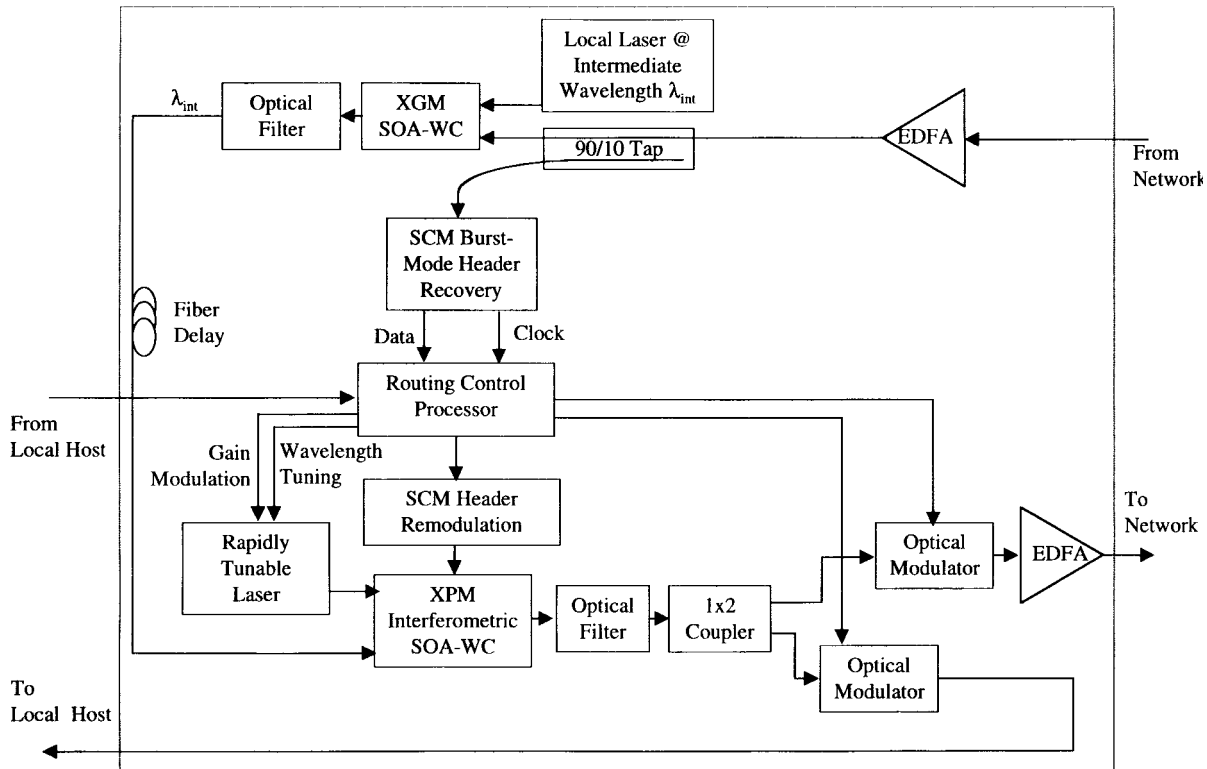 Local Laser @
Intermediate
Wavelength λint
λint
Optical
Filter
XGM
SOA-WC
90/10 Tap
EDFA
From
Network
SCM Burst-
Mode Header
Recovery
Fiber
Delay
Data
Clock
Routing Control
Processor
From
Local Host
Gain
Modulation
Wavelength
Tuning
SCM Header
Remodulation
Rapidly
Tunable
Laser
XPM
Interferometric
SOA-WC
Optical
Filter
1x2
Coupler
Optical
Modulator
EDFA
To
Network
Optical
Modulator
To
Local Host